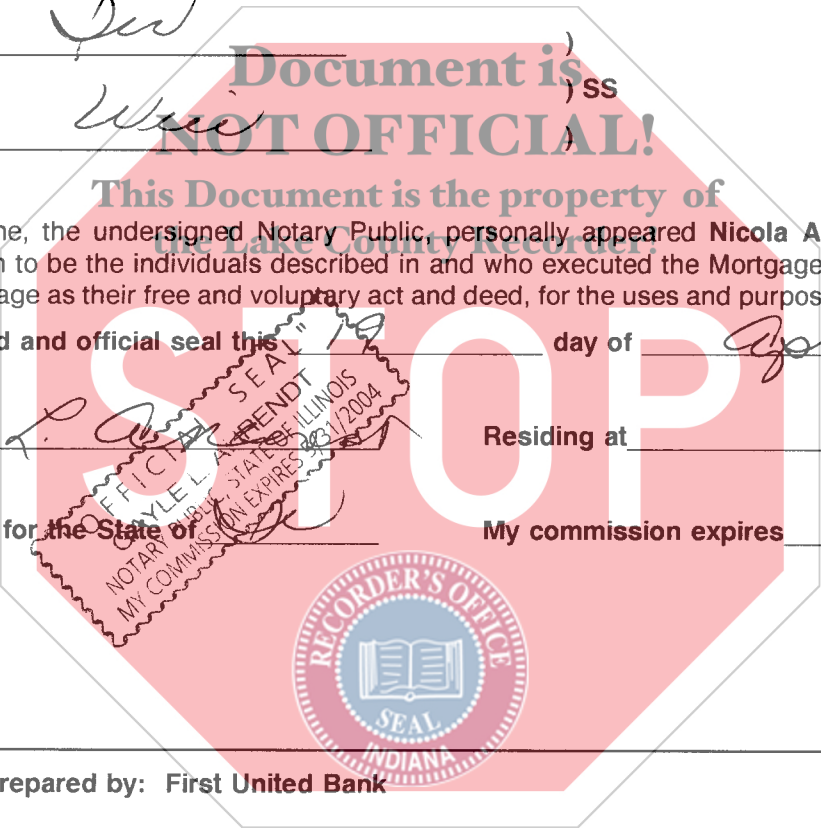 Document is
) SS
NOT OFFICIAL!
This Document is the property of
the Lake County Recorder!
ne, the undersigned Notary Public, personally appeared Nicola A
n to be the individuals described in and who executed the Mortgage
age as their free and voluntary act and deed, for the uses and purpos
d and official seal this 19 day of
STOP
Residing at
for the State of
My commission expires
"OFFICIAL SEAL"
GAYLE L. ARENDT
NOTARY PUBLIC, STATE OF ILLINOIS
MY COMMISSION EXPIRES 5/31/2004
RECORDER'S OFFICE
SEAL
INDIANA
repared by: First United Bank